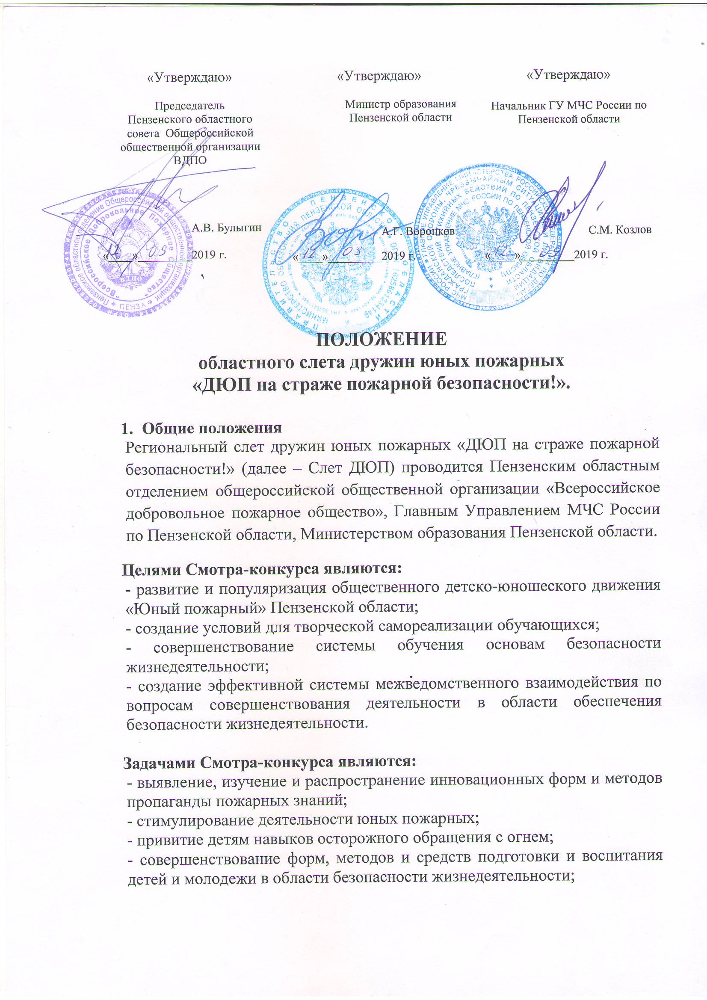 «Утверждаю»
Председатель
Пензенского областного
совета Общероссийской
общественной организации
ВДПО
А.В. Булыгин
« » 03 2019 г.
«Утверждаю»
Министр образования
Пензенской области
А.Г. Воронков
«12» 03 2019 г.
«Утверждаю»
Начальник ГУ МЧС России по
Пензенской области
С.М. Козлов
«12» 2019 г.
ПОЛОЖЕНИЕ
областного слета дружин юных пожарных
«ДЮП на страже пожарной безопасности!».
1. Общие положения
Региональный слет дружин юных пожарных «ДЮП на страже пожарной
безопасности!» (далее – Слет ДЮП) проводится Пензенским областным
отделением общероссийской общественной организации «Всероссийское
добровольное пожарное общество», Главным Управлением МЧС России
по Пензенской области, Министерством образования Пензенской области.
Целями Смотра-конкурса являются:
- развитие и популяризация общественного детско-юношеского движения
«Юный пожарный» Пензенской области;
- создание условий для творческой самореализации обучающихся;
- совершенствование системы обучения основам безопасности
жизнедеятельности;
- создание эффективной системы межведомственного взаимодействия по
вопросам совершенствования деятельности в области обеспечения
безопасности жизнедеятельности.
Задачами Смотра-конкурса являются:
- выявление, изучение и распространение инновационных форм и методов
пропаганды пожарных знаний;
- стимулирование деятельности юных пожарных;
- привитие детям навыков осторожного обращения с огнем;
- совершенствование форм, методов и средств подготовки и воспитания
детей и молодежи в области безопасности жизнедеятельности;